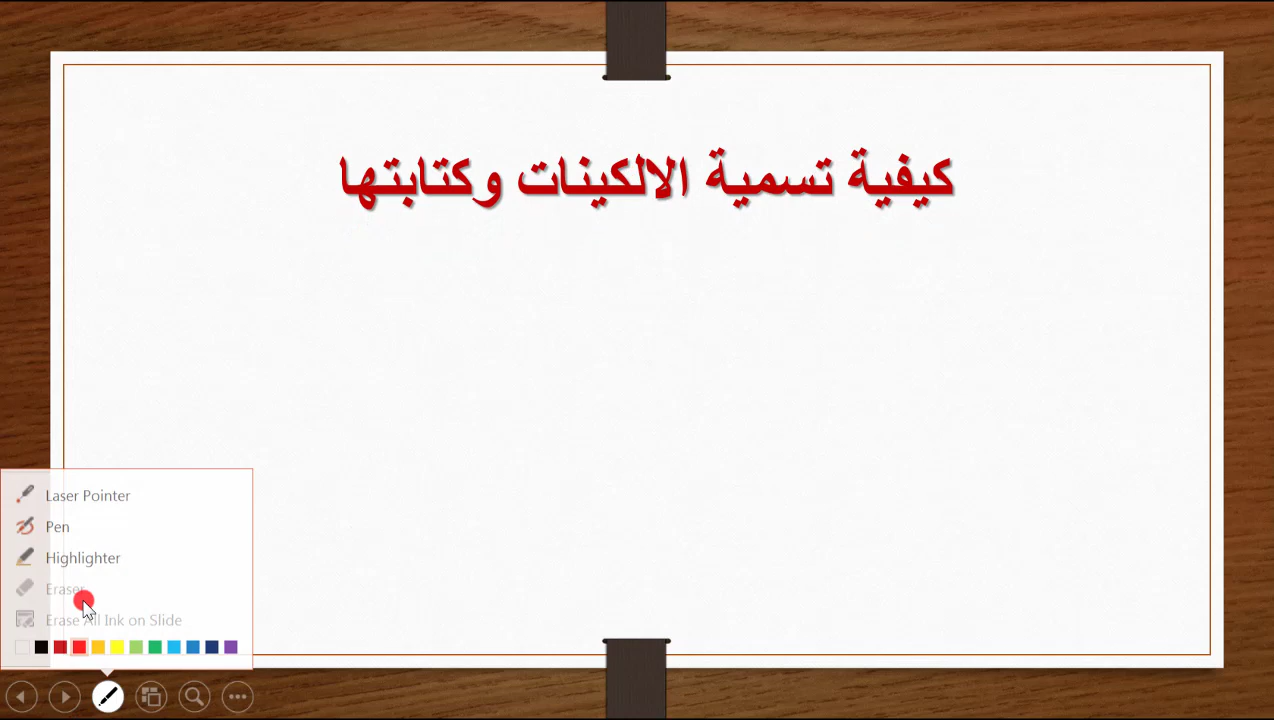 كيفية تسمية الالكينات وكتابتها
Laser Pointer
Pen
Highlighter
Eraser
Erase All Ink on Slide